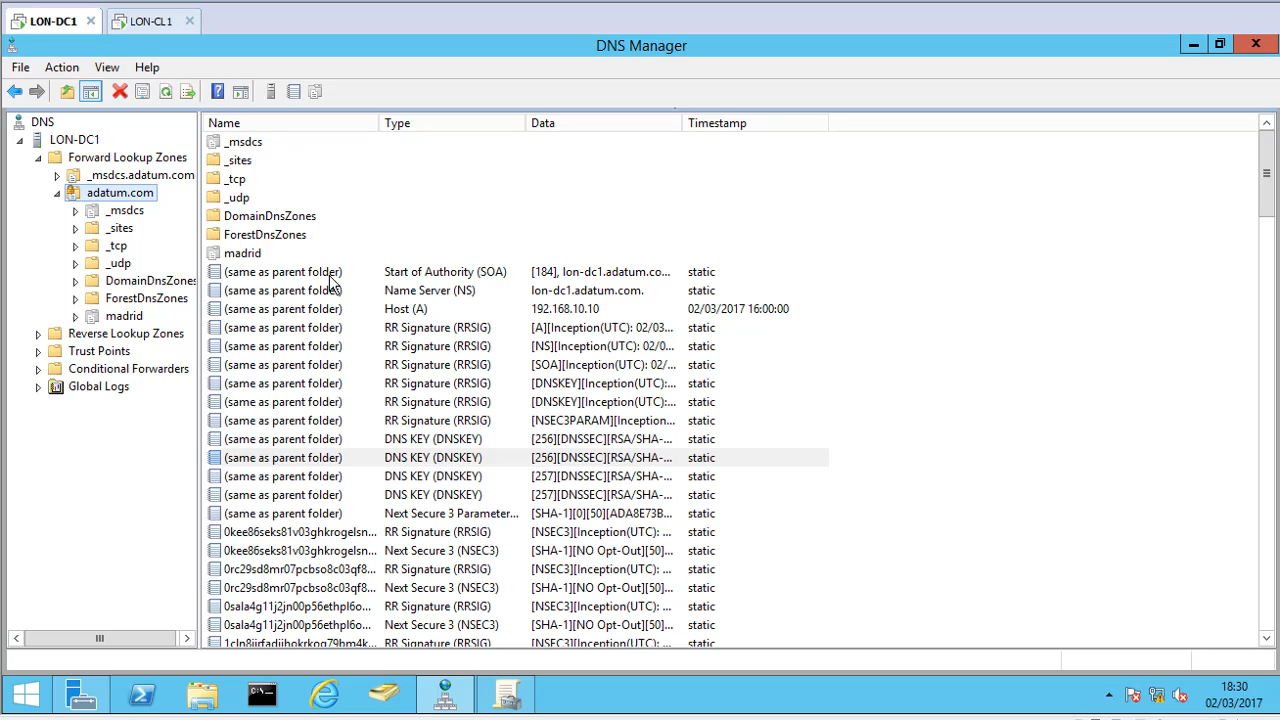 LON-DC1 LON-CL1
DNS Manager
File Action View Help
DNS
LON-DC1
Forward Lookup Zones
_msdcs.adatum.com
adatum.com
_msdcs
_sites
_tcp
_udp
DomainDnsZones
ForestDnsZones
madrid
Reverse Lookup Zones
Trust Points
Conditional Forwarders
Global Logs
Name Type Data Timestamp
_msdcs
_sites
_tcp
_udp
DomainDnsZones
ForestDnsZones
madrid
(same as parent folder) Start of Authority (SOA) [184], lon-dc1.adatum.co... static
(same as parent folder) Name Server (NS) lon-dc1.adatum.com. static
(same as parent folder) Host (A) 192.168.10.10 02/03/2017 16:00:00
(same as parent folder) RR Signature (RRSIG) [A][Inception(UTC): 02/03... static
(same as parent folder) RR Signature (RRSIG) [NS][Inception(UTC): 02/0... static
(same as parent folder) RR Signature (RRSIG) [SOA][Inception(UTC): 02/... static
(same as parent folder) RR Signature (RRSIG) [DNSKEY][Inception(UTC):... static
(same as parent folder) RR Signature (RRSIG) [DNSKEY][Inception(UTC):... static
(same as parent folder) RR Signature (RRSIG) [NSEC3PARAM][Inception... static
(same as parent folder) DNS KEY (DNSKEY) [256][DNSSEC][RSA/SHA-... static
(same as parent folder) DNS KEY (DNSKEY) [256][DNSSEC][RSA/SHA-... static
(same as parent folder) DNS KEY (DNSKEY) [257][DNSSEC][RSA/SHA-... static
(same as parent folder) DNS KEY (DNSKEY) [257][DNSSEC][RSA/SHA-... static
(same as parent folder) Next Secure 3 Parameter... [SHA-1][0][50][ADA8E73B... static
0kee86seks81v03ghkrogelsn... RR Signature (RRSIG) [NSEC3][Inception(UTC): ... static
0kee86seks81v03ghkrogelsn... Next Secure 3 (NSEC3) [SHA-1][NO Opt-Out][50]... static
0rc29sd8mr07pcbso8c03qf8... RR Signature (RRSIG) [NSEC3][Inception(UTC): ... static
0rc29sd8mr07pcbso8c03qf8... Next Secure 3 (NSEC3) [SHA-1][NO Opt-Out][50]... static
0sala4g11j2jn00p56ethpl6o... RR Signature (RRSIG) [NSEC3][Inception(UTC): ... static
0sala4g11j2jn00p56ethpl6o... Next Secure 3 (NSEC3) [SHA-1][NO Opt-Out][50]... static
RR Signature (RRSIG) [NSEC3][Inception(UTC): ... static
18:30
02/03/2017